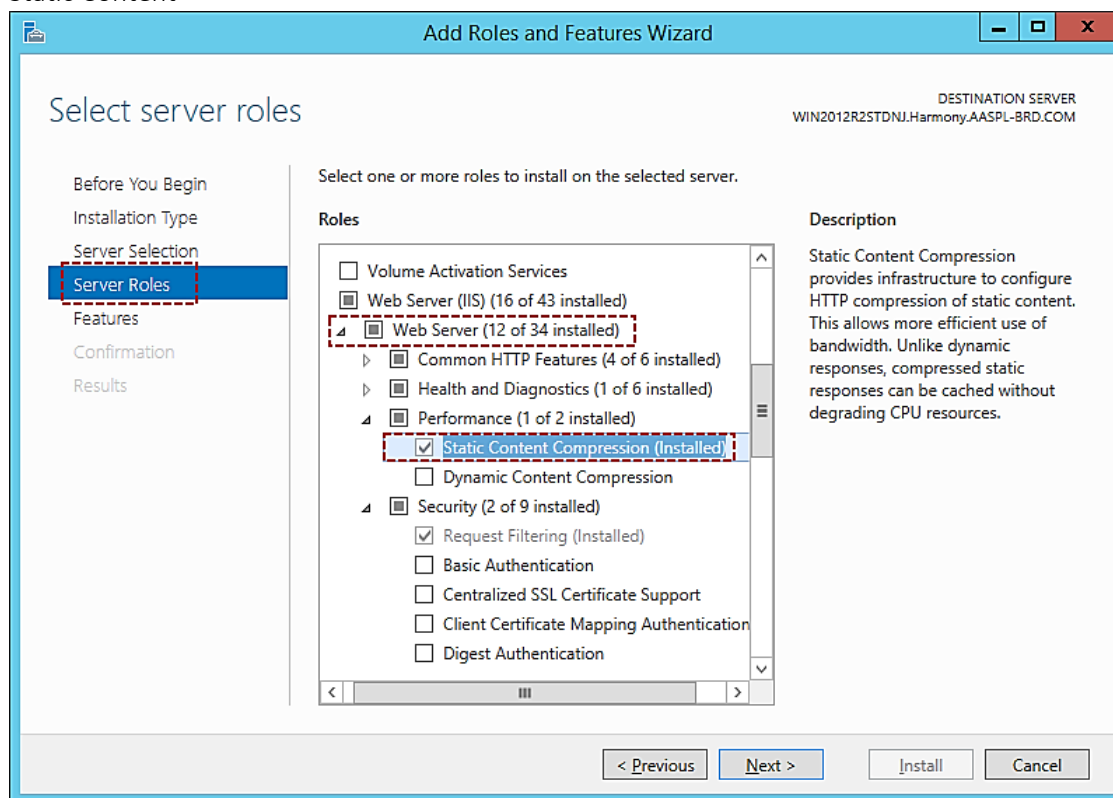 Static Content
Add Roles and Features Wizard
Select server roles
DESTINATION SERVER
WIN2012R2STDNJ.Harmony.AASPL-BRD.COM
Before You Begin
Installation Type
Server Selection
Server Roles
Features
Confirmation
Results
Select one or more roles to install on the selected server.
Roles
Volume Activation Services
Web Server (IIS) (16 of 43 installed)
Web Server (12 of 34 installed)
Common HTTP Features (4 of 6 installed)
Health and Diagnostics (1 of 6 installed)
Performance (1 of 2 installed)
Static Content Compression (Installed)
Dynamic Content Compression
Security (2 of 9 installed)
Request Filtering (Installed)
Basic Authentication
Centralized SSL Certificate Support
Client Certificate Mapping Authentication
Digest Authentication
Description
Static Content Compression
provides infrastructure to configure
HTTP compression of static content.
This allows more efficient use of
bandwidth. Unlike dynamic
responses, compressed static
responses can be cached without
degrading CPU resources.
< Previous
Next >
Install
Cancel